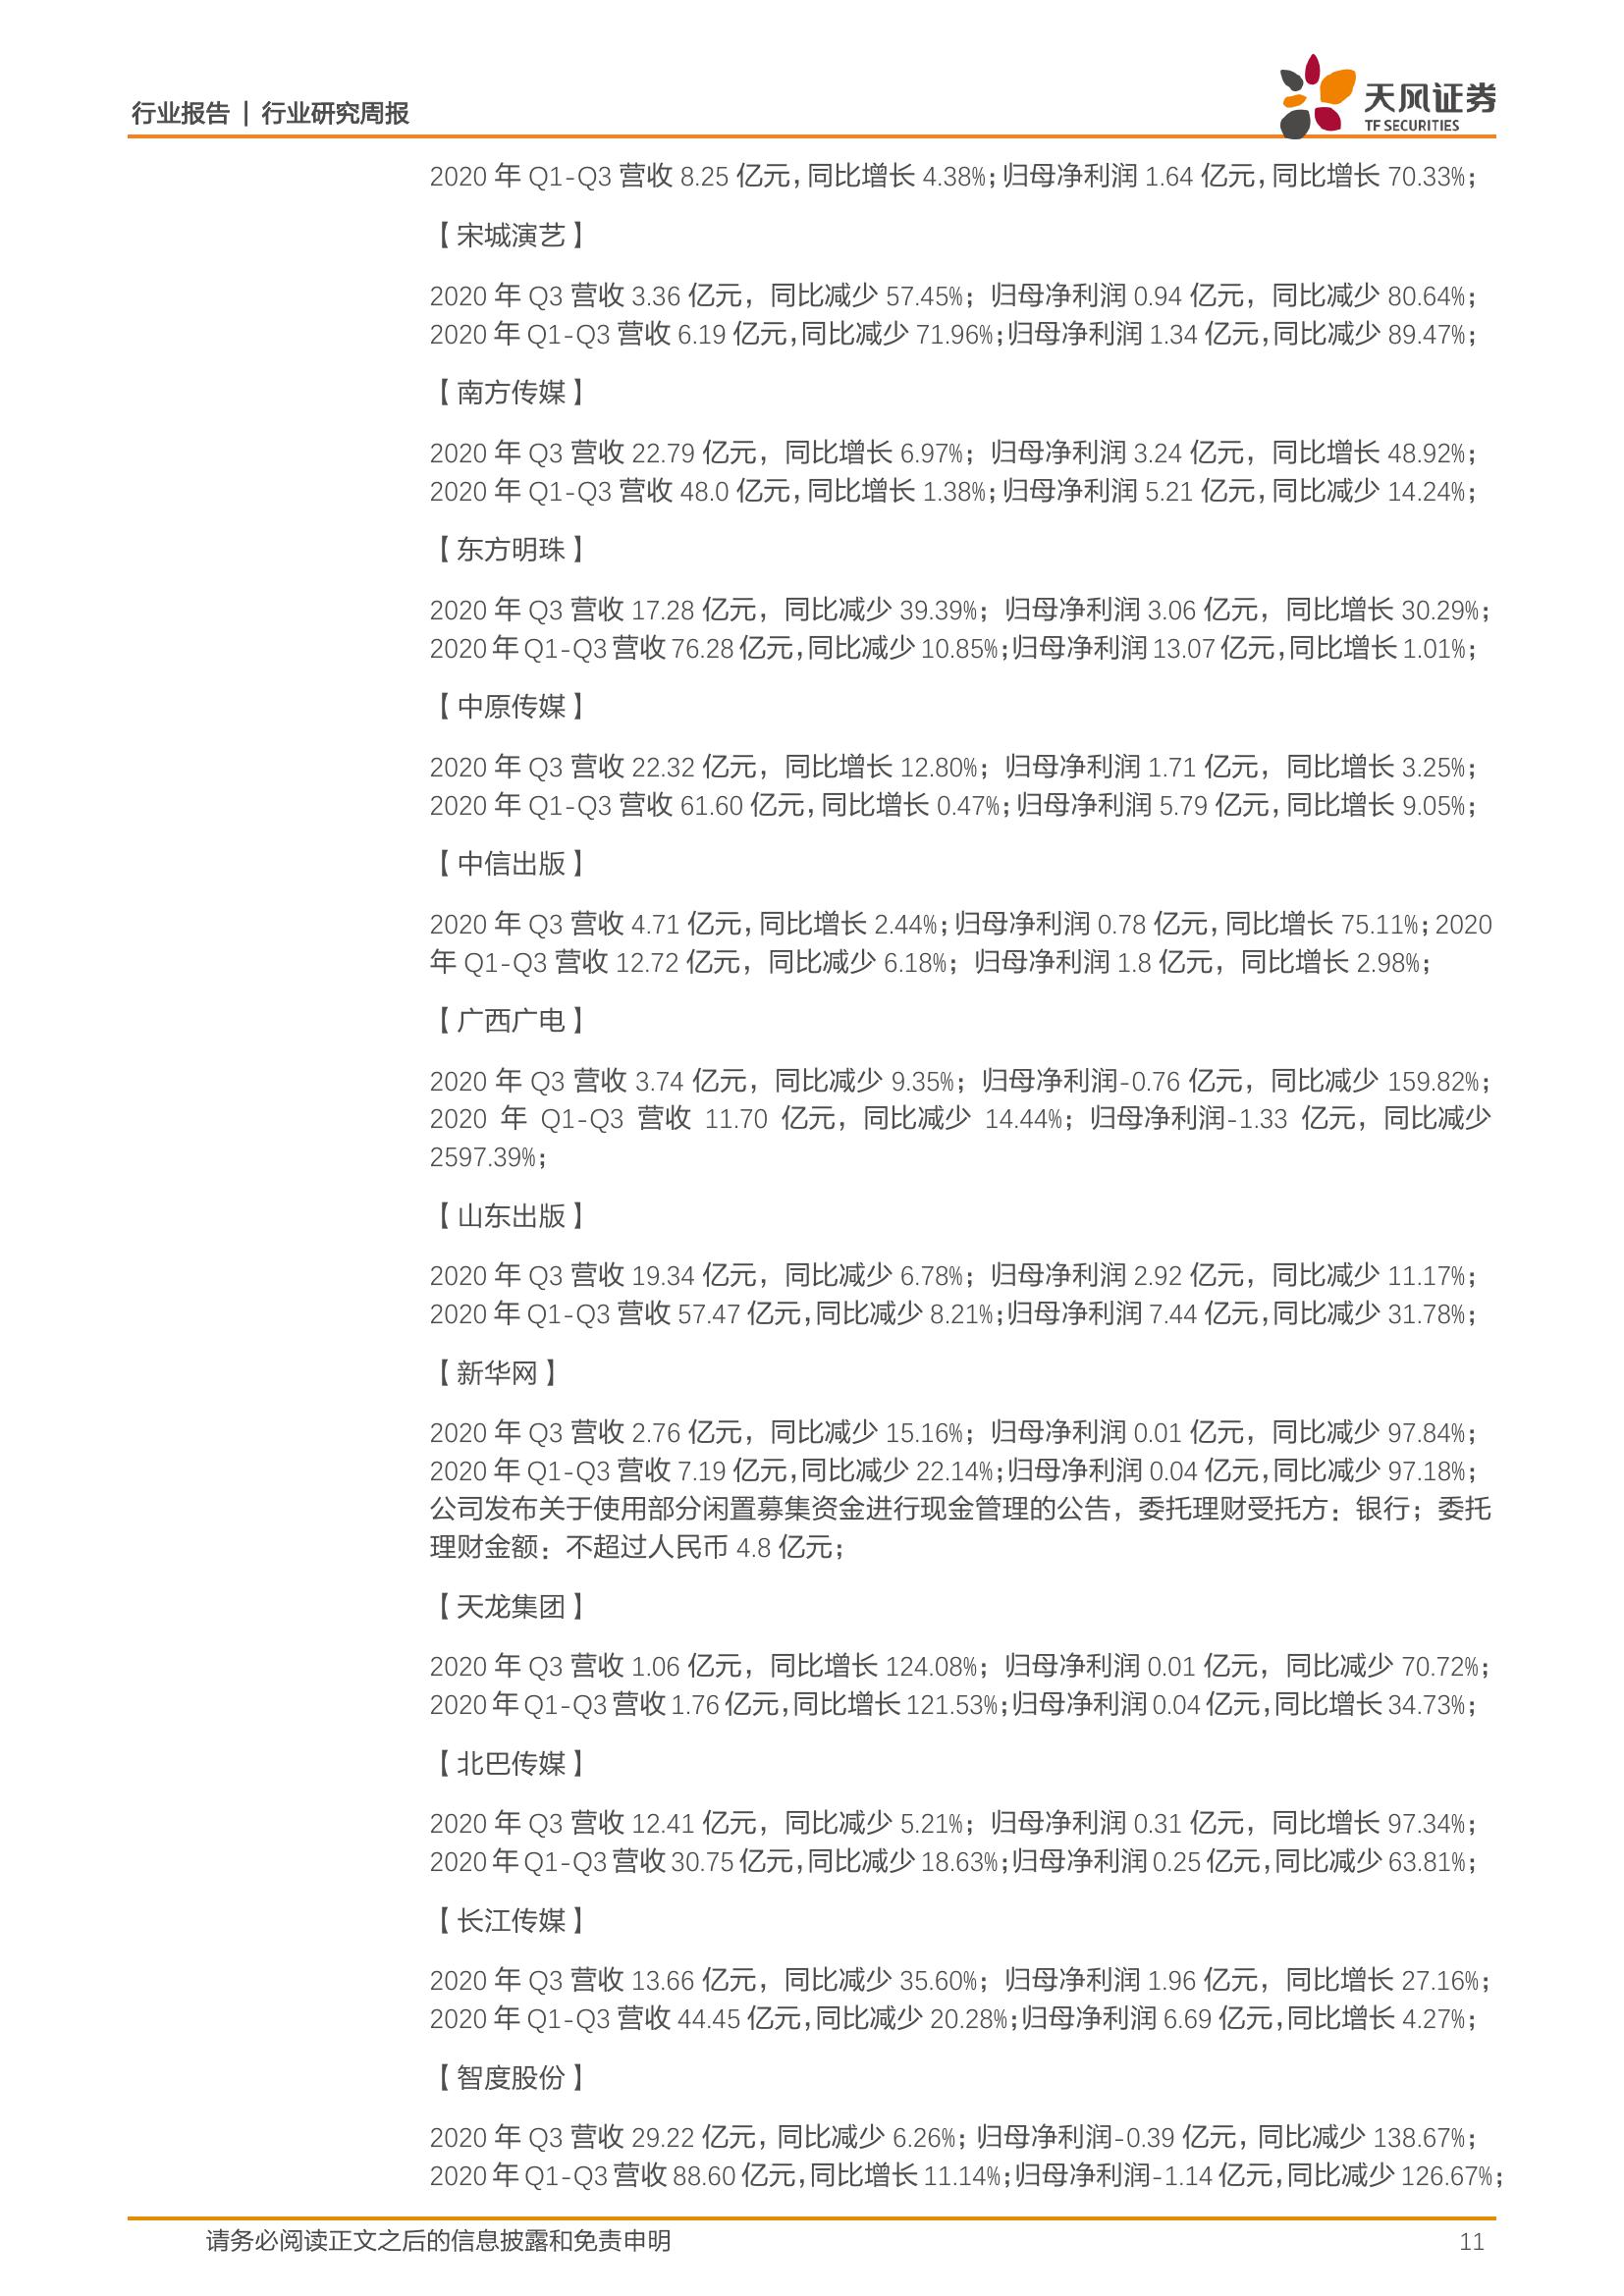 行业报告 | 行业研究周报
天风证券
TF SECURITIES
2020 年 Q1-Q3 营收 8.25 亿元，同比增长 4.38%；归母净利润 1.64 亿元，同比增长 70.33%；
【宋城演艺】
2020 年 Q3 营收 3.36 亿元，同比减少 57.45%；归母净利润 0.94 亿元，同比减少 80.64%；
2020 年 Q1-Q3 营收 6.19 亿元，同比减少 71.96%；归母净利润 1.34 亿元，同比减少 89.47%；
【南方传媒】
2020 年 Q3 营收 22.79 亿元，同比增长 6.97%；归母净利润 3.24 亿元，同比增长 48.92%；
2020 年 Q1-Q3 营收 48.0 亿元，同比增长 1.38%；归母净利润 5.21 亿元，同比减少 14.24%；
【东方明珠】
2020 年 Q3 营收 17.28 亿元，同比减少 39.39%；归母净利润 3.06 亿元，同比增长 30.29%；
2020 年 Q1-Q3 营收 76.28 亿元，同比减少 10.85%；归母净利润 13.07 亿元，同比增长 1.01%；
【中原传媒】
2020 年 Q3 营收 22.32 亿元，同比增长 12.80%；归母净利润 1.71 亿元，同比增长 3.25%；
2020 年 Q1-Q3 营收 61.60 亿元，同比增长 0.47%；归母净利润 5.79 亿元，同比增长 9.05%；
【中信出版】
2020 年 Q3 营收 4.71 亿元，同比增长 2.44%；归母净利润 0.78 亿元，同比增长 75.11%；2020
年 Q1-Q3 营收 12.72 亿元，同比减少 6.18%；归母净利润 1.8 亿元，同比增长 2.98%；
【广西广电】
2020 年 Q3 营收 3.74 亿元，同比减少 9.35%；归母净利润-0.76 亿元，同比减少 159.82%；
2020 年 Q1-Q3 营收 11.70 亿元，同比减少 14.44%；归母净利润-1.33 亿元，同比减少
2597.39%；
【山东出版】
2020 年 Q3 营收 19.34 亿元，同比减少 6.78%；归母净利润 2.92 亿元，同比减少 11.17%；
2020 年 Q1-Q3 营收 57.47 亿元，同比减少 8.21%；归母净利润 7.44 亿元，同比减少 31.78%；
【新华网】
2020 年 Q3 营收 2.76 亿元，同比减少 15.16%；归母净利润 0.01 亿元，同比减少 97.84%；
2020 年 Q1-Q3 营收 7.19 亿元，同比减少 22.14%；归母净利润 0.04 亿元，同比减少 97.18%；
公司发布关于使用部分闲置募集资金进行现金管理的公告，委托理财受托方：银行；委托
理财金额：不超过人民币 4.8 亿元；
【天龙集团】
2020 年 Q3 营收 1.06 亿元，同比增长 124.08%；归母净利润 0.01 亿元，同比减少 70.72%；
2020 年 Q1-Q3 营收 1.76 亿元，同比增长 121.53%；归母净利润 0.04 亿元，同比增长 34.73%；
【北巴传媒】
2020 年 Q3 营收 12.41 亿元，同比减少 5.21%；归母净利润 0.31 亿元，同比增长 97.34%；
2020 年 Q1-Q3 营收 30.75 亿元，同比减少 18.63%；归母净利润 0.25 亿元，同比减少 63.81%；
【长江传媒】
2020 年 Q3 营收 13.66 亿元，同比减少 35.60%；归母净利润 1.96 亿元，同比增长 27.16%；
2020 年 Q1-Q3 营收 44.45 亿元，同比减少 20.28%；归母净利润 6.69 亿元，同比增长 4.27%；
【智度股份】
2020 年 Q3 营收 29.22 亿元，同比减少 6.26%；归母净利润-0.39 亿元，同比减少 138.67%；
2020 年 Q1-Q3 营收 88.60 亿元，同比增长 11.14%；归母净利润-1.14 亿元，同比减少 126.67%；
请务必阅读正文之后的信息披露和免责申明
11